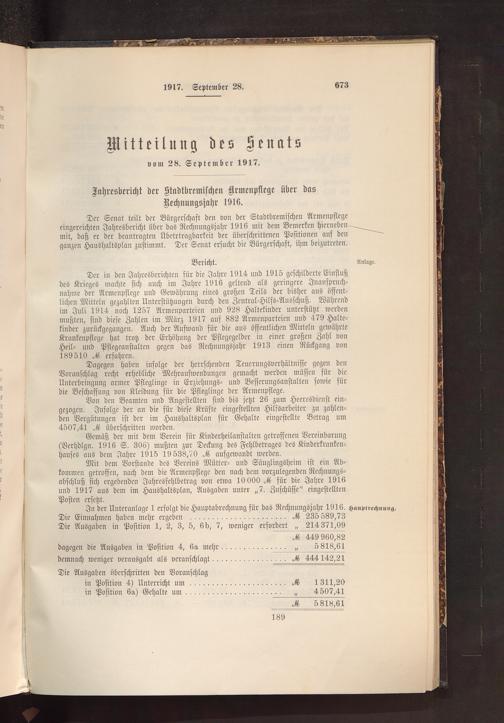 1917. September 28.
673
Mitteilung des Senats
vom 28. September 1917.
Jahresbericht der Stadtbremischen Armenpflege über das
Rechnungsjahr 1916.
Der Senat teilt der Bürgerschaft den von der Stadtbremischen Armenpflege
eingereichten Jahresbericht über das Rechnungsjahr 1916 mit dem Bemerken hierneben
mit, daß er der beantragten Übertragbarkeit der überschrittenen Positionen auf den
ganzen Haushaltsplan zustimmt. Der Senat ersucht die Bürgerschaft, ihm beizutreten.
Bericht.
Anlage.
Der in den Jahresberichten für die Jahre 1914 und 1915 geschilderte Einfluß
des Krieges machte sich auch im Jahre 1916 geltend als geringere Inanspruch-
nahme der Armenpflege und Gewährung eines großen Teils der bisher aus öffent-
lichen Mitteln gezahlten Unterstützungen durch den Zentral-Hilfs-Ausschuß. Während
im Juli 1914 noch 1257 Armenparteien und 928 Haltekinder unterstützt werden
mußten, sind diese Zahlen im März 1917 auf 882 Armenparteien und 479 Halte-
kinder zurückgegangen. Auch der Aufwand für die aus öffentlichen Mitteln gewährte
Krankenpflege hat trotz der Erhöhung der Pflegegelder in einer großen Zahl von
Heil- und Pflegeanstalten gegen das Rechnungsjahr 1913 einen Rückgang von
189510 ℳ erfahren.
Dagegen haben infolge der herrschenden Teuerungsverhältnisse gegen den
Voranschlag recht erhebliche Mehraufwendungen gemacht werden müssen für die
Unterbringung armer Pfleglinge in Erziehungs- und Besserungsanstalten sowie für
die Beschaffung von Kleidung für die Pfleglinge der Armenpflege.
Von den Beamten und Angestellten sind bis jetzt 26 zum Heeresdienst ein-
gezogen. Infolge der an die für diese Kräfte eingestellten Hilfsarbeiter zu zahlen-
den Vergütungen ist der im Haushaltsplan für Gehalte eingestellte Betrag um
4507,41 ℳ überschritten worden.
Gemäß der mit dem Verein für Kinderheilanstalten getroffenen Vereinbarung
(Verhdlgn. 1916 S. 306) mußten zur Deckung des Fehlbetrages des Kinderkranken-
hauses aus dem Jahre 1915 19538,70 ℳ aufgewandt werden.
Mit dem Vorstande des Vereins Mütter- und Säuglingsheim ist ein Ab-
kommen getroffen, nach dem die Armenpflege den nach dem vorzulegenden Rechnungs-
abschluß sich ergebenden Jahresfehlbetrag von etwa 10000 ℳ für die Jahre 1916
und 1917 aus dem im Haushaltsplan, Ausgaben unter „7. Zuschüsse“ eingestellten
Posten ersetzt.
In der Unteranlage 1 erfolgt die Hauptabrechnung für das Rechnungsjahr 1916.
Hauptrechnung.
Die Einnahmen haben mehr ergeben ℳ 235 589,73
Die Ausgaben in Position 1, 2, 3, 5, 6b, 7, weniger erfordert „ 214 371,09
ℳ 449 960,82
dagegen die Ausgaben in Position 4, 6a mehr „ 5 818,61
demnach weniger verausgabt als veranschlagt ℳ 444 142,21
Die Ausgaben überschritten den Voranschlag
in Position 4) Unterricht um ℳ 1 311,20
in Position 6a) Gehalte um „ 4 507,41
ℳ 5 818,61
189